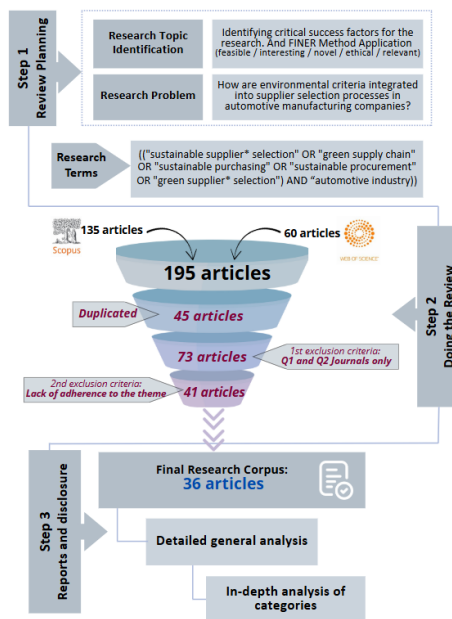 Step 1
Review Planning
Research Topic
Identification
Identifying critical success factors for the
research. And FINER Method Application
(feasible / interesting / novel / ethical / relevant)
Research Problem
How are environmental criteria integrated
into supplier selection processes in
automotive manufacturing companies?
Research
Terms
(("sustainable supplier* selection" OR "green supply chain"
OR "sustainable purchasing" OR "sustainable procurement"
OR "green supplier* selection") AND “automotive industry))
Scopus
135 articles
60 articles
WEB OF SCIENCE
195 articles
Step 2
Doing the Review
Duplicated
45 articles
73 articles
1st exclusion criteria:
Q1 and Q2 Journals only
2nd exclusion criteria:
Lack of adherence to the theme
41 articles
Step 3
Reports and disclosure
Final Research Corpus:
36 articles
Detailed general analysis
In-depth analysis of
categories